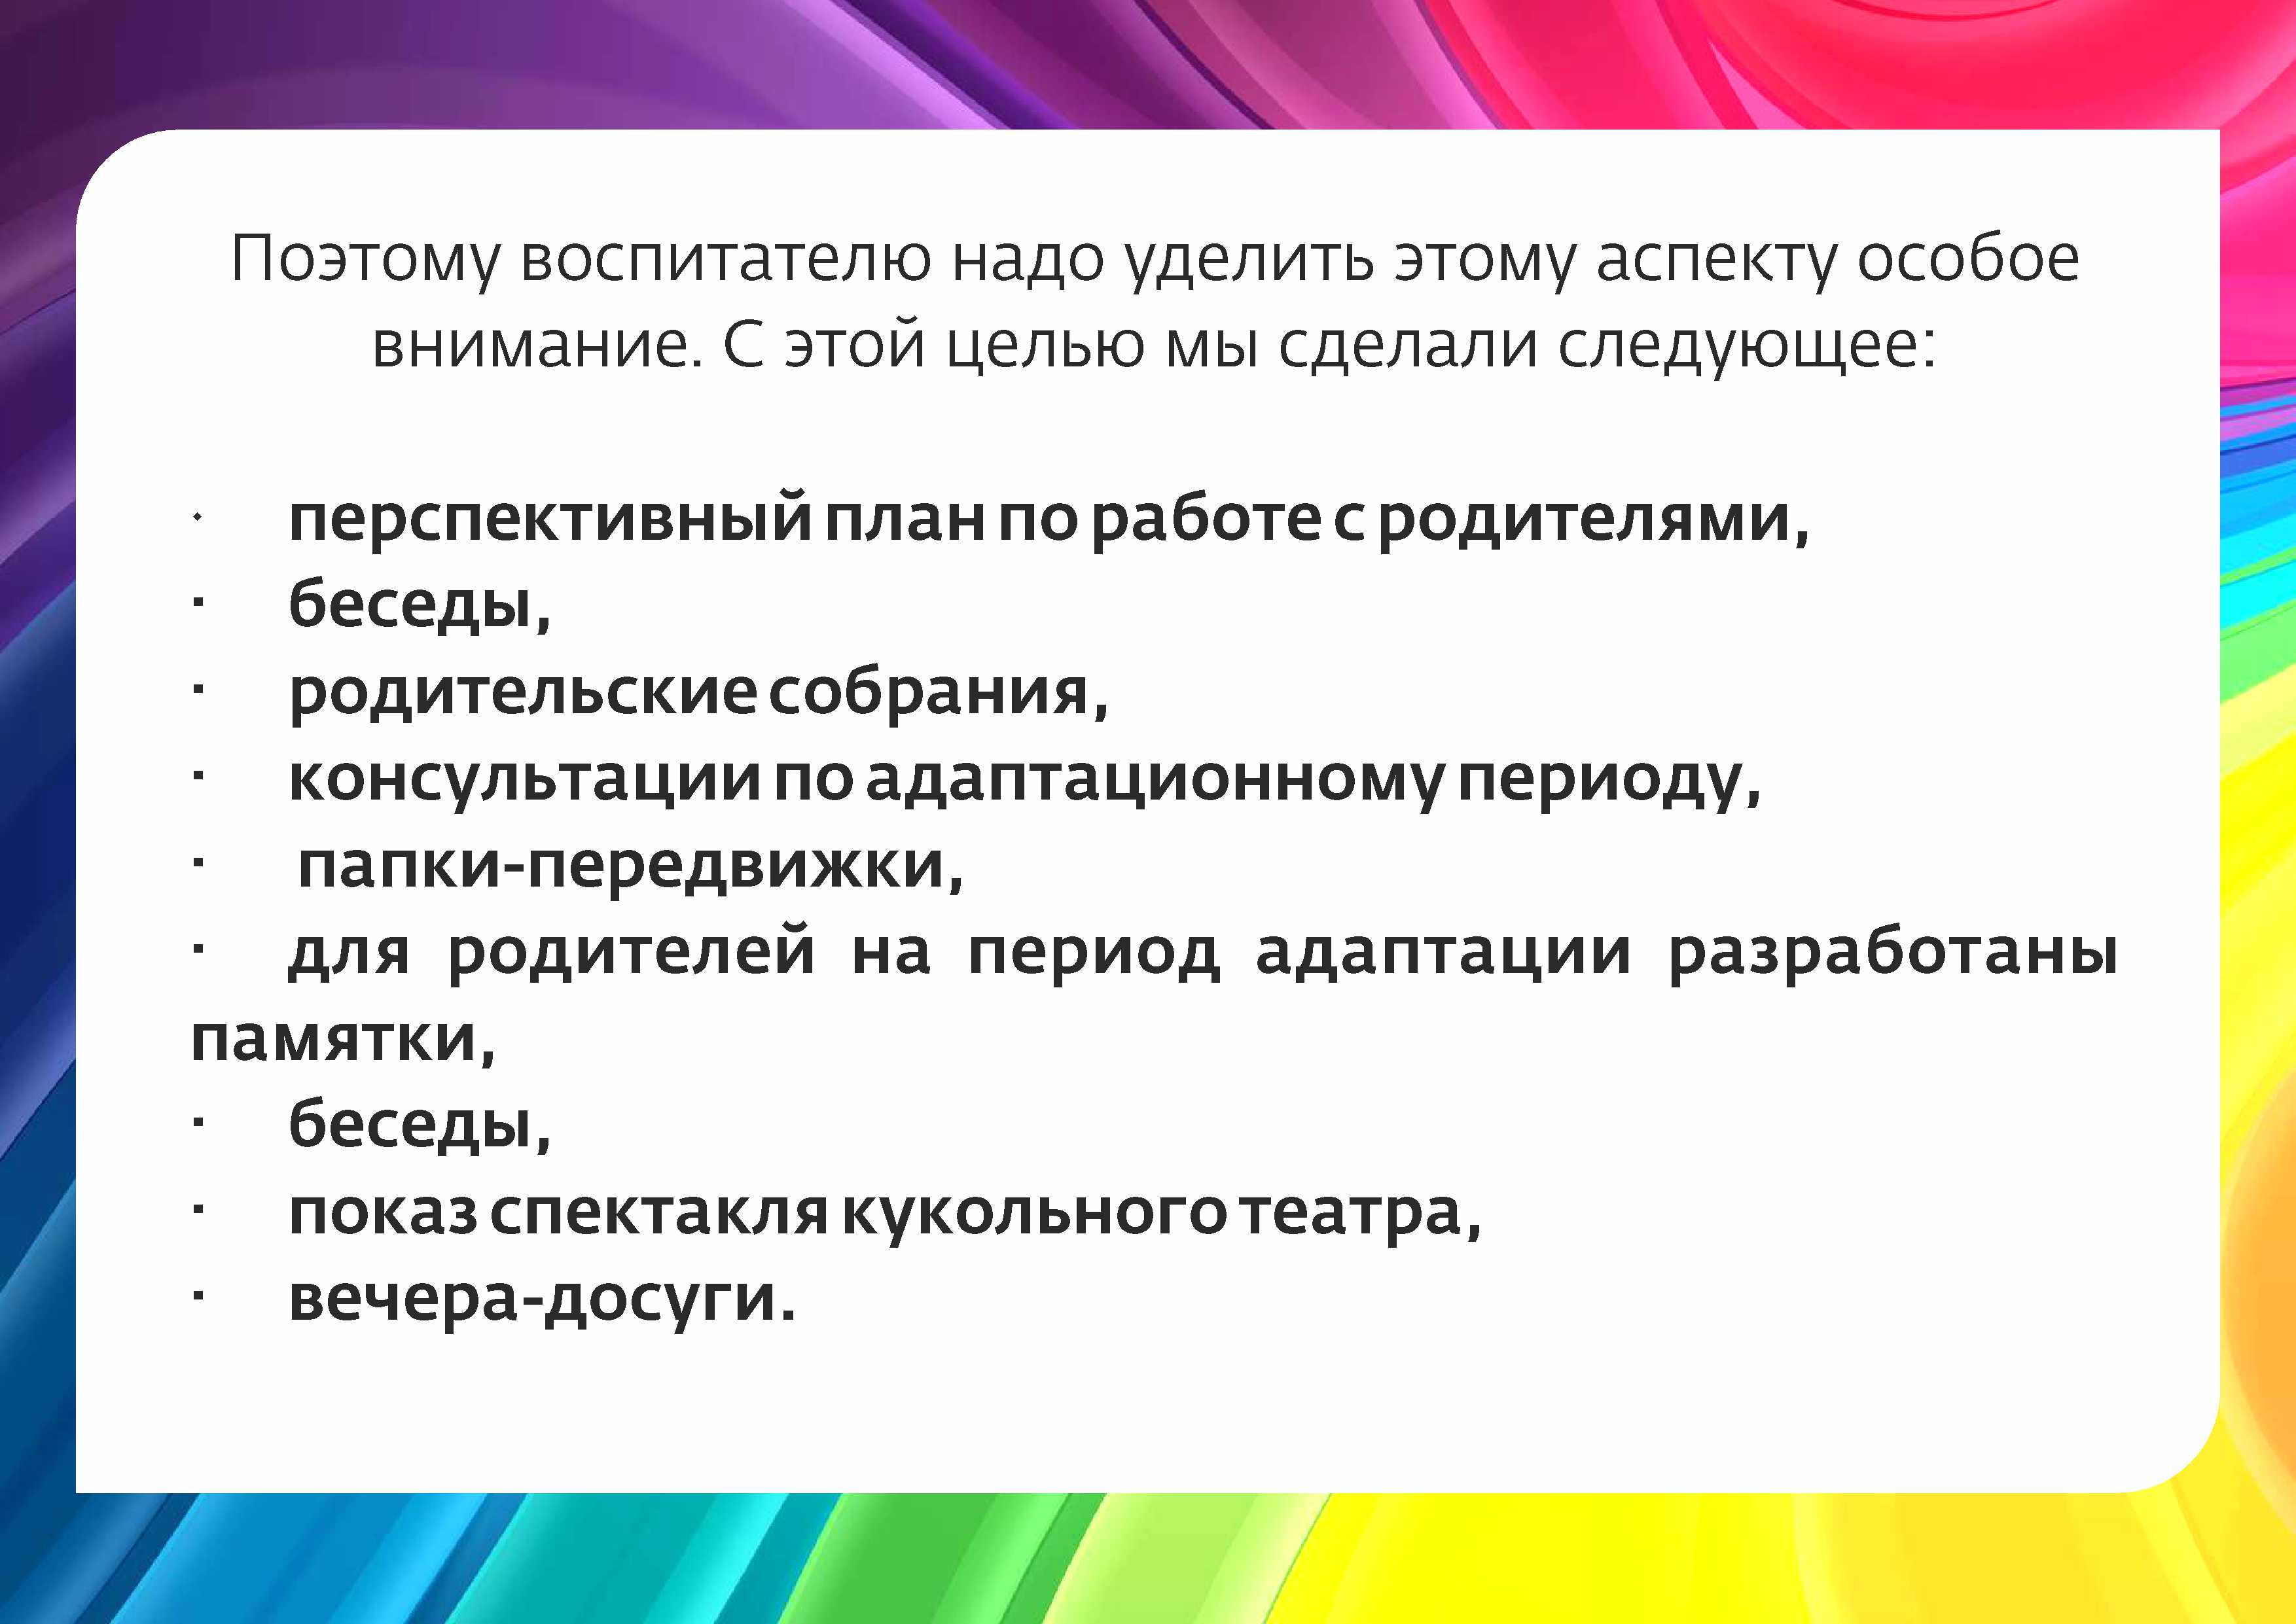 Поэтому воспитателю надо уделить этому аспекту особое
внимание. С этой целью мы сделали следующее:
· перспективный план по работе с родителями,
· беседы,
· родительские собрания,
· консультации по адаптационному периоду,
· папки-передвижки,
· для родителей на период адаптации разработаны
памятки,
· беседы,
· показ спектакля кукольного театра,
· вечера-досуги.